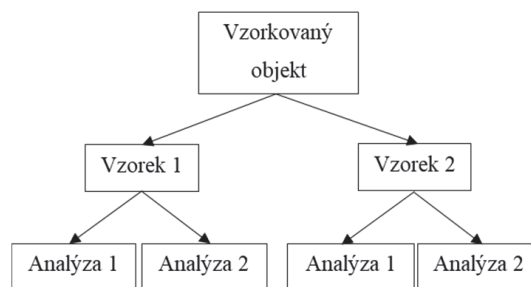 Vzorkovaný
objekt
Vzorek 1
Vzorek 2
Analýza 1
Analýza 2
Analýza 1
Analýza 2